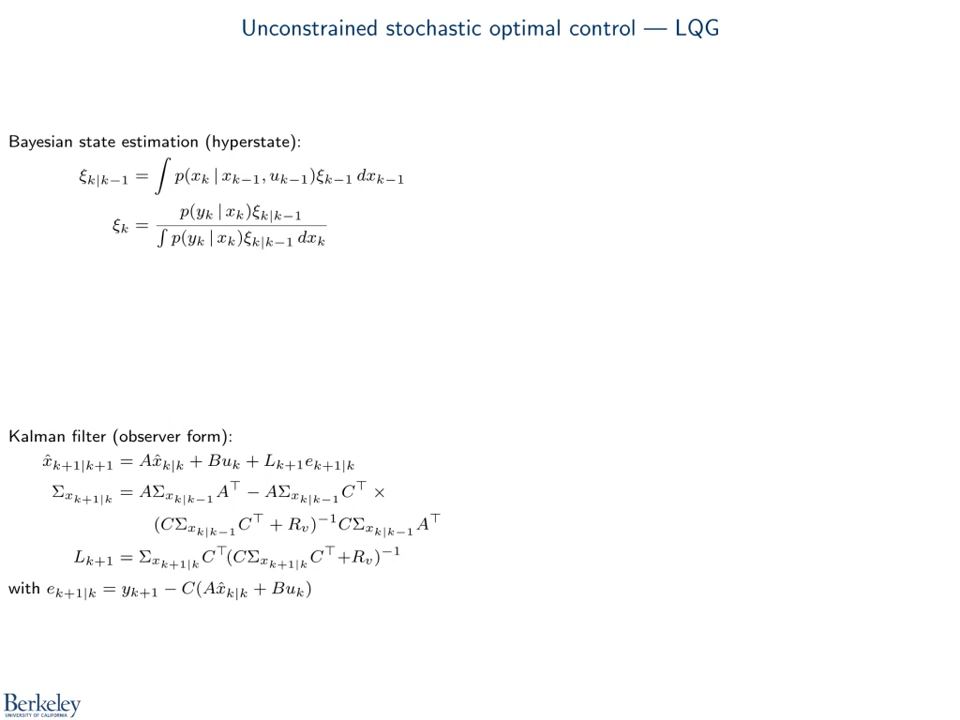 Unconstrained stochastic optimal control — LQG
Bayesian state estimation (hyperstate):
ξ_{k|k−1} = ∫ p(x_k | x_{k−1}, u_{k−1})ξ_{k−1} dx_{k−1}
ξ_k = p(y_k | x_k)ξ_{k|k−1} / ∫ p(y_k | x_k)ξ_{k|k−1} dx_k
Kalman filter (observer form):
x̂_{k+1|k+1} = Ax̂_{k|k} + Bu_k + L_{k+1}e_{k+1|k}
Σ_{x_{k+1|k}} = AΣ_{x_{k|k−1}}A^⊤ − AΣ_{x_{k|k−1}}C^⊤ ×
(CΣ_{x_{k|k−1}}C^⊤ + R_v)^{−1}CΣ_{x_{k|k−1}}A^⊤
L_{k+1} = Σ_{x_{k+1|k}}C^⊤(CΣ_{x_{k+1|k}}C^⊤+R_v)^{−1}
with e_{k+1|k} = y_{k+1} − C(Ax̂_{k|k} + Bu_k)
Berkeley
UNIVERSITY OF CALIFORNIA